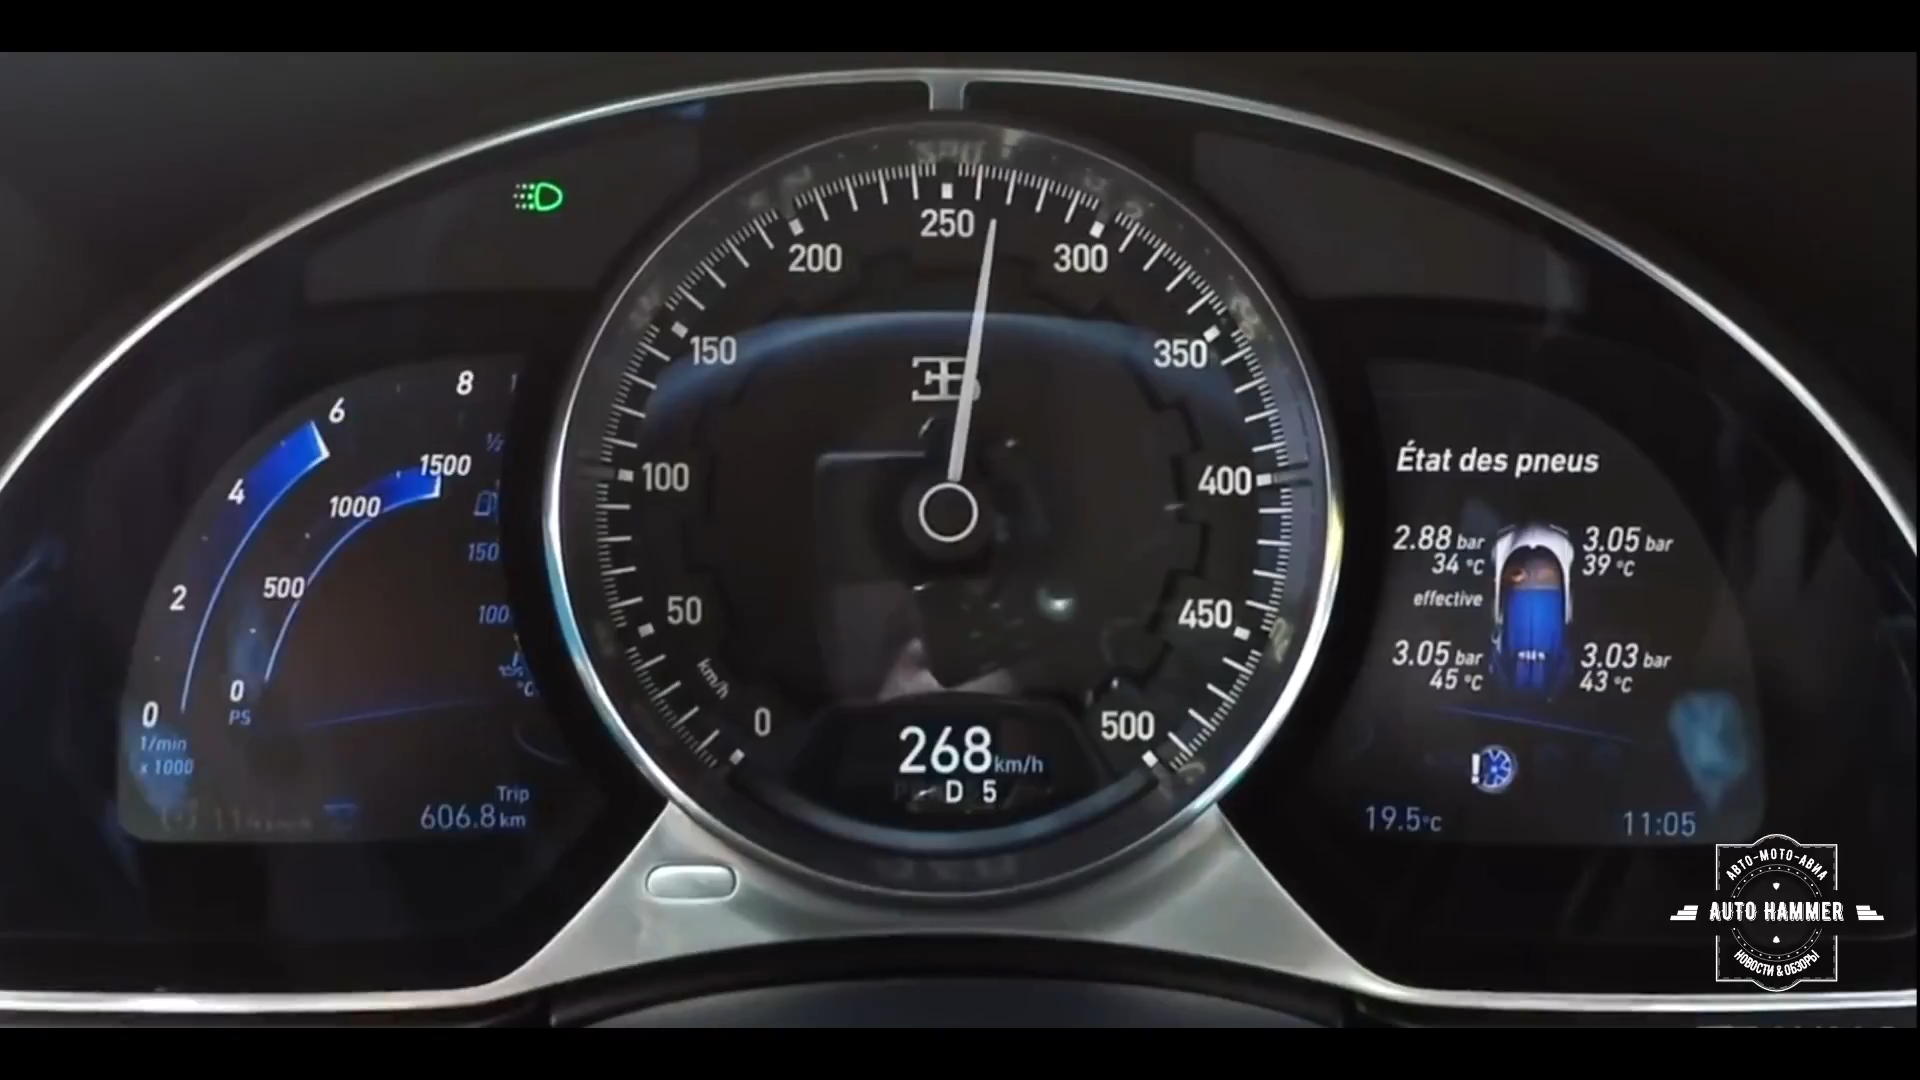 250
200
300
150
350
100
400
50
450
km/h
0
500
268 km/h
D 5
8
6
4
2
0
1/min
x 1000
1500
1000
500
0
PS
½
150
100
°C
Trip
606.8 km
État des pneus
2.88 bar
34 °C
3.05 bar
39 °C
effective
3.05 bar
45 °C
3.03 bar
43 °C
!
19.5°C
11:05
АВТО-МОТО-АВИА
AUTO HAMMER
НОВОСТИ & ОБЗОРЫ